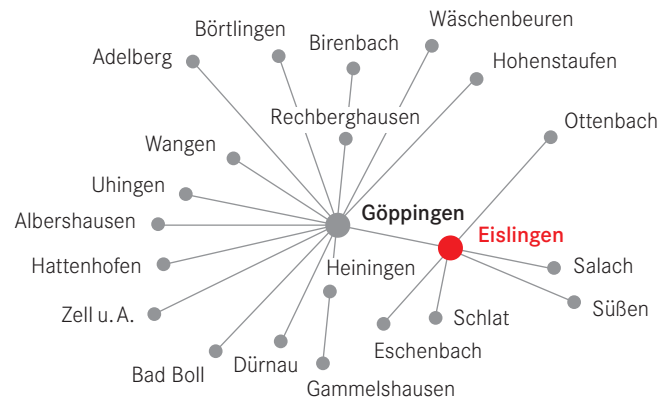 Wäschenbeuren
Börtlingen
Birenbach
Adelberg
Hohenstaufen
Rechberghausen
Ottenbach
Wangen
Uhingen
Göppingen
Albershausen
Eislingen
Hattenhofen
Heiningen
Salach
Zell u. A.
Schlat
Süßen
Eschenbach
Dürnau
Bad Boll
Gammelshausen